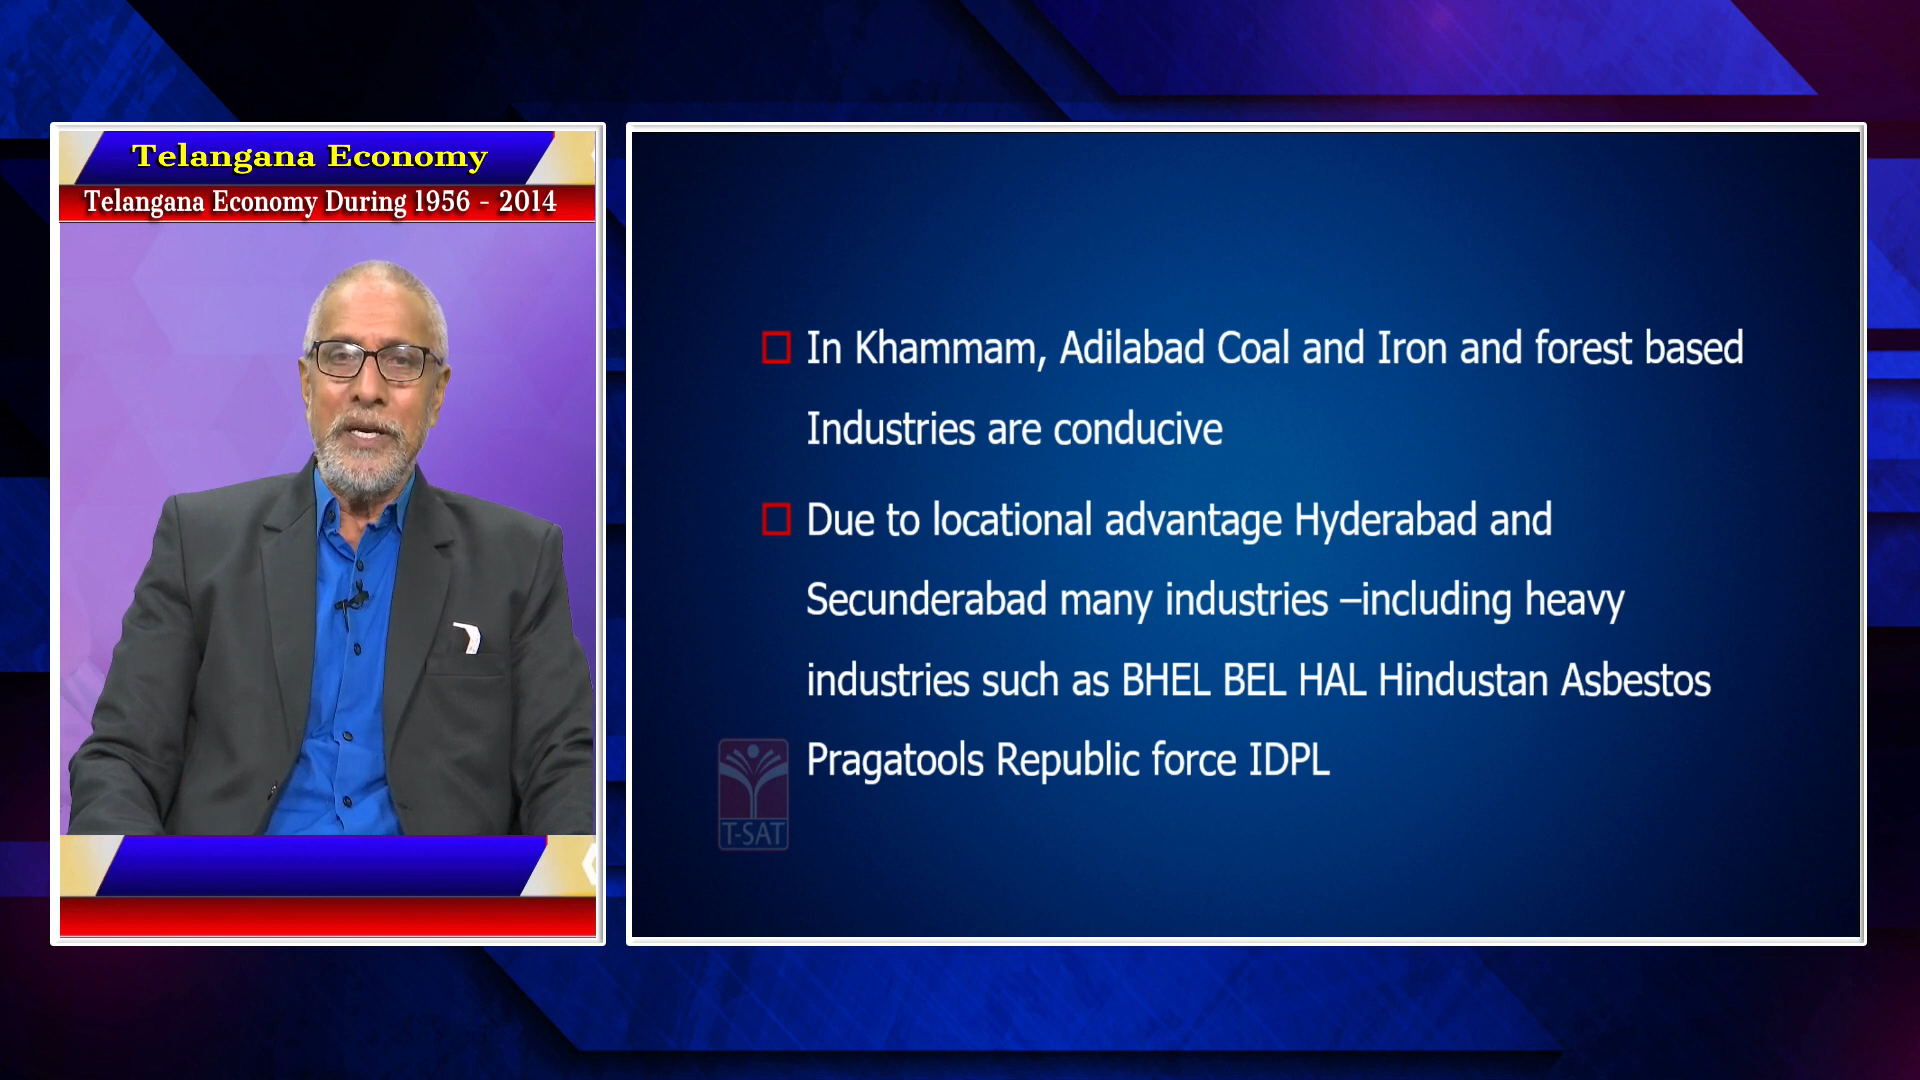 Telangana Economy
Telangana Economy During 1956 - 2014
In Khammam, Adilabad Coal and Iron and forest based
Industries are conducive
Due to locational advantage Hyderabad and
Secunderabad many industries –including heavy
industries such as BHEL BEL HAL Hindustan Asbestos
Pragatools Republic force IDPL
T-SAT